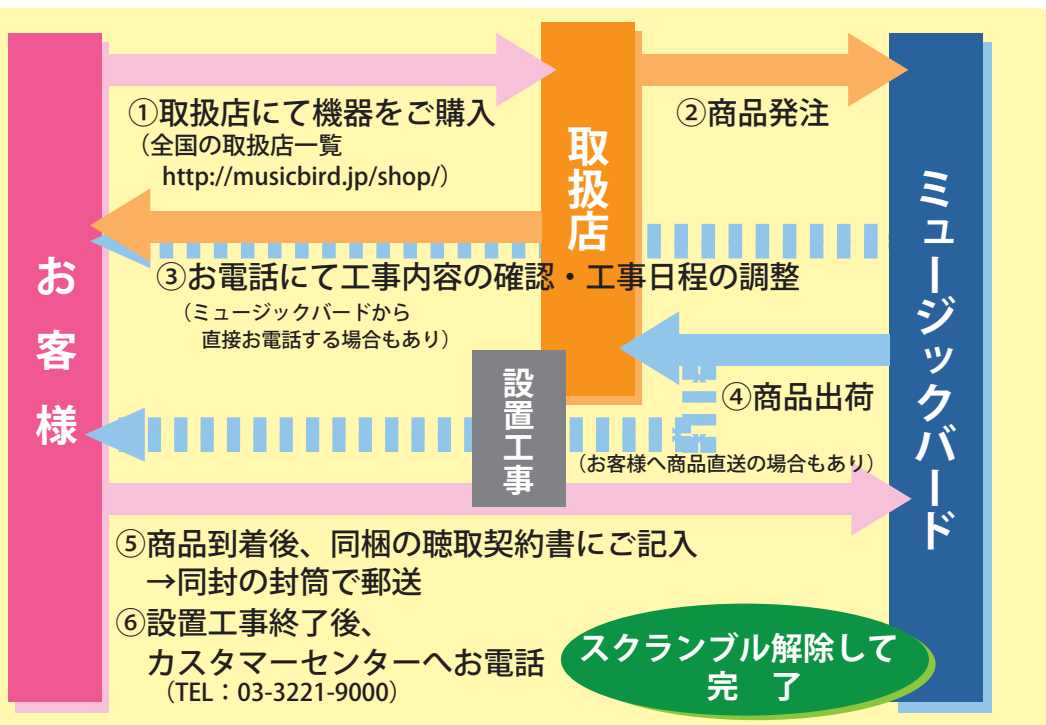 お客様
取扱店
ミュージックバード
①取扱店にて機器をご購入
（全国の取扱店一覧
http://musicbird.jp/shop/）
②商品発注
③お電話にて工事内容の確認・工事日程の調整
（ミュージックバードから
直接お電話する場合もあり）
設置工事
④商品出荷
（お客様へ商品直送の場合もあり）
⑤商品到着後、同梱の聴取契約書にご記入
→同封の封筒で郵送
⑥設置工事終了後、
カスタマーセンターへお電話
（TEL：03-3221-9000）
スクランブル解除して
完　了